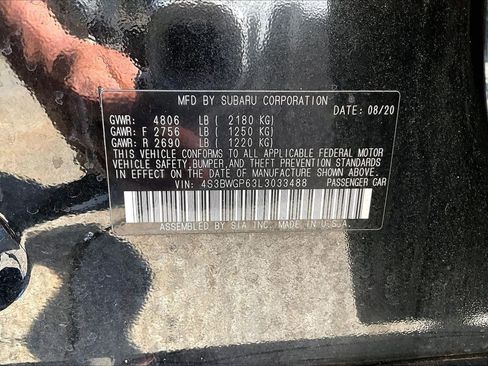 MFD BY SUBARU CORPORATION
DATE: 08/20
GVWR: 4806 LB ( 2180 KG)
GAWR: F 2756 LB ( 1250 KG)
GAWR: R 2690 LB ( 1220 KG)
THIS VEHICLE CONFORMS TO ALL APPLICABLE FEDERAL MOTOR
VEHICLE SAFETY, BUMPER, AND THEFT PREVENTION STANDARDS
IN EFFECT ON THE DATE OF MANUFACTURE SHOWN ABOVE.
VIN: 4S3BWGP63L3033488 PASSENGER CAR
ASSEMBLED BY SIA INC. MADE IN U.S.A.